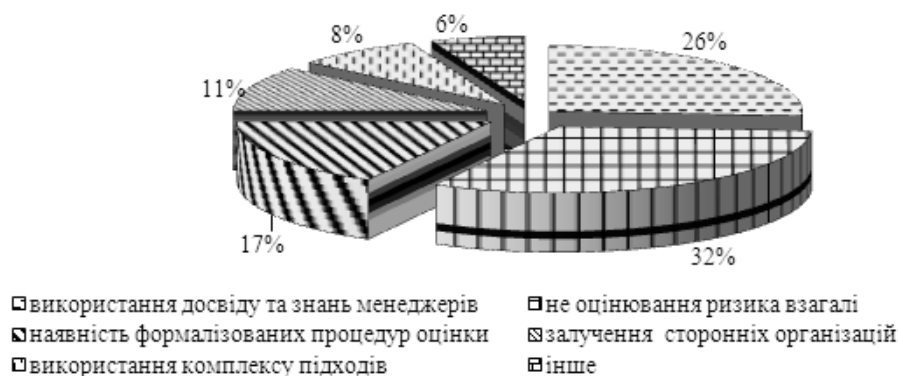 6%
8%
26%
11%
17%
32%
використання досвіду та знань менеджерів
не оцінювання ризика взагалі
наявність формалізованих процедур оцінки
залучення сторонніх організацій
використання комплексу підходів
інше